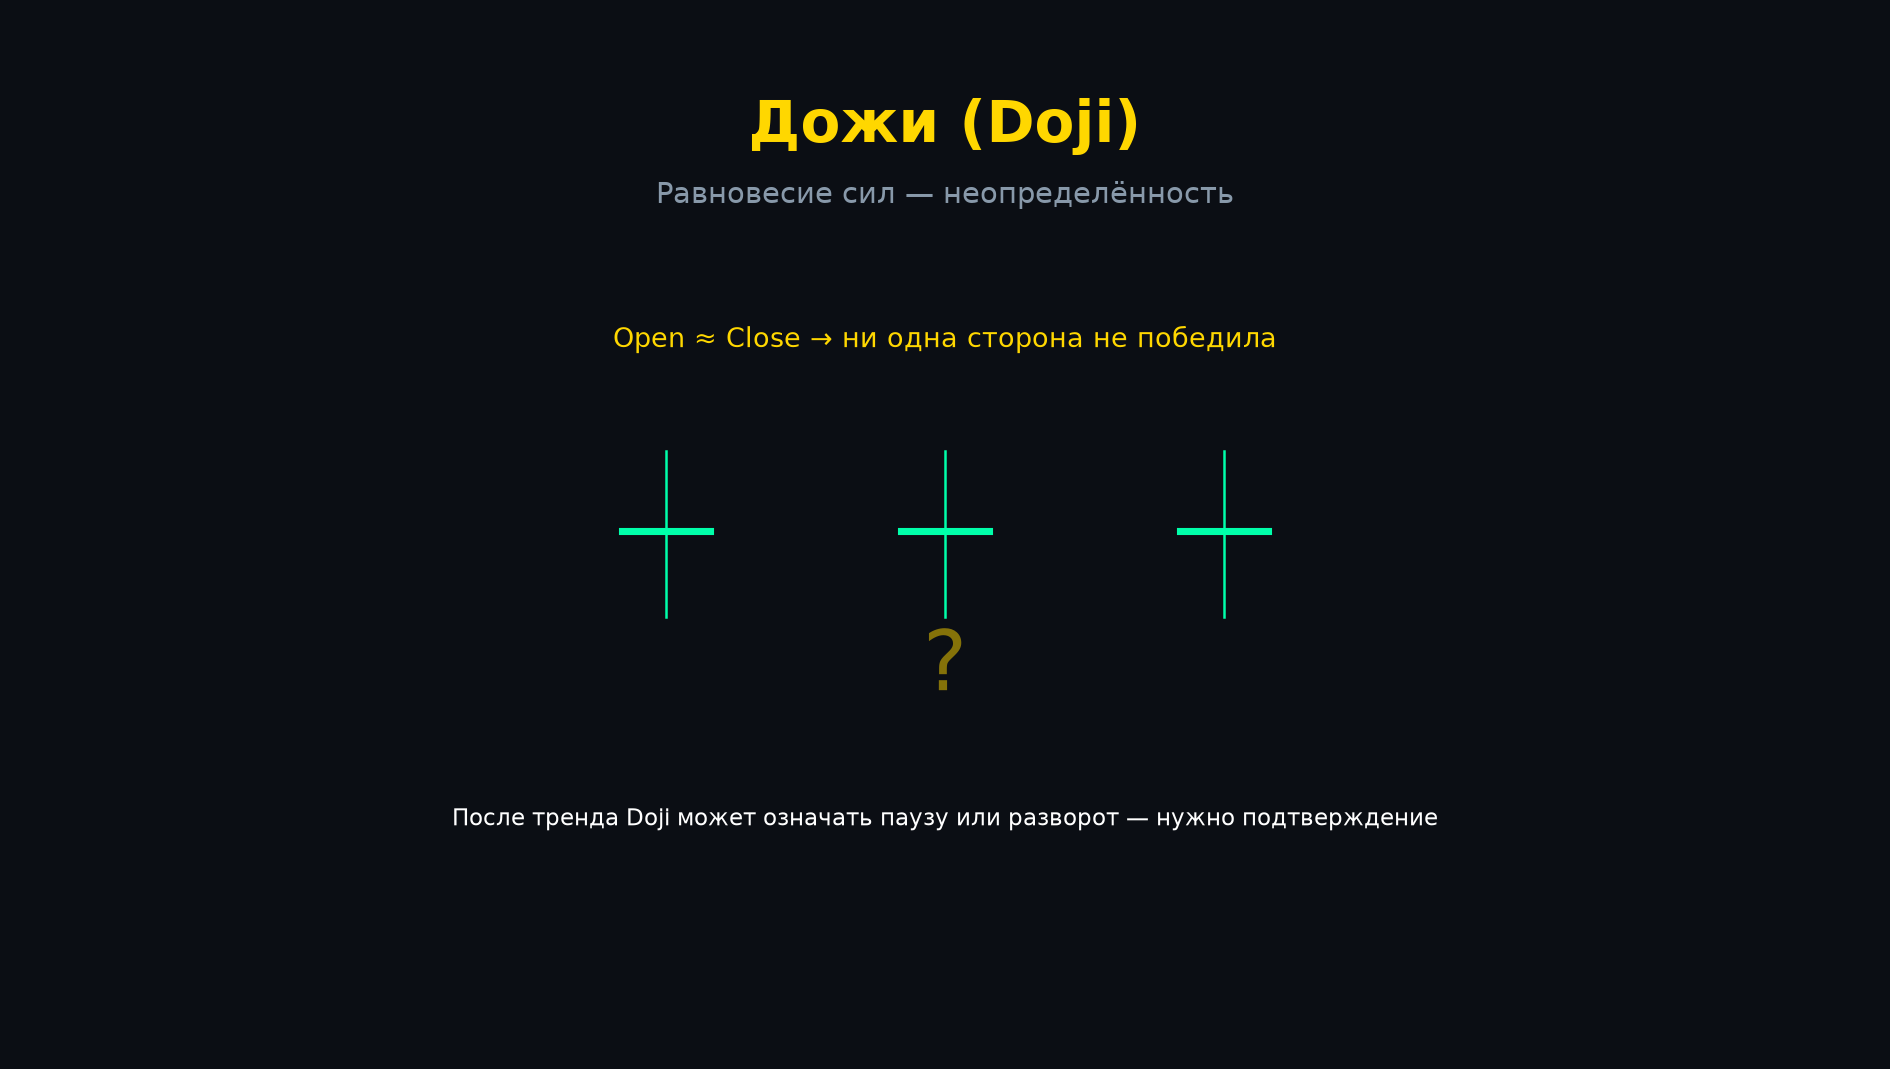 Дожи (Doji)
Равновесие сил — неопределённость
Open ≈ Close → ни одна сторона не победила
?
После тренда Doji может означать паузу или разворот — нужно подтверждение